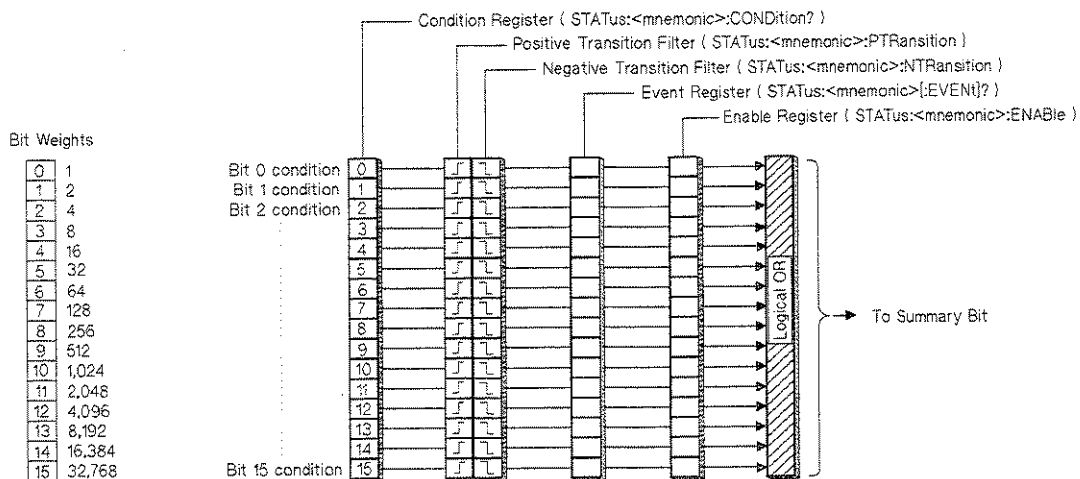 Condition Register ( STATus:<mnemonic>:CONDition? )
Positive Transition Filter ( STATus:<mnemonic>:PTRansition )
Negative Transition Filter ( STATus:<mnemonic>:NTRansition )
Event Register ( STATus:<mnemonic>[:EVENt]? )
Enable Register ( STATus:<mnemonic>:ENABle )
Bit Weights
0 1
1 2
2 4
3 8
4 16
5 32
6 64
7 128
8 256
9 512
10 1,024
11 2,048
12 4,096
13 8,192
14 16,384
15 32,768
Bit 0 condition 0
Bit 1 condition 1
Bit 2 condition 2
3
4
5
6
7
8
9
10
11
12
13
14
Bit 15 condition 15
Logical OR
To Summary Bit